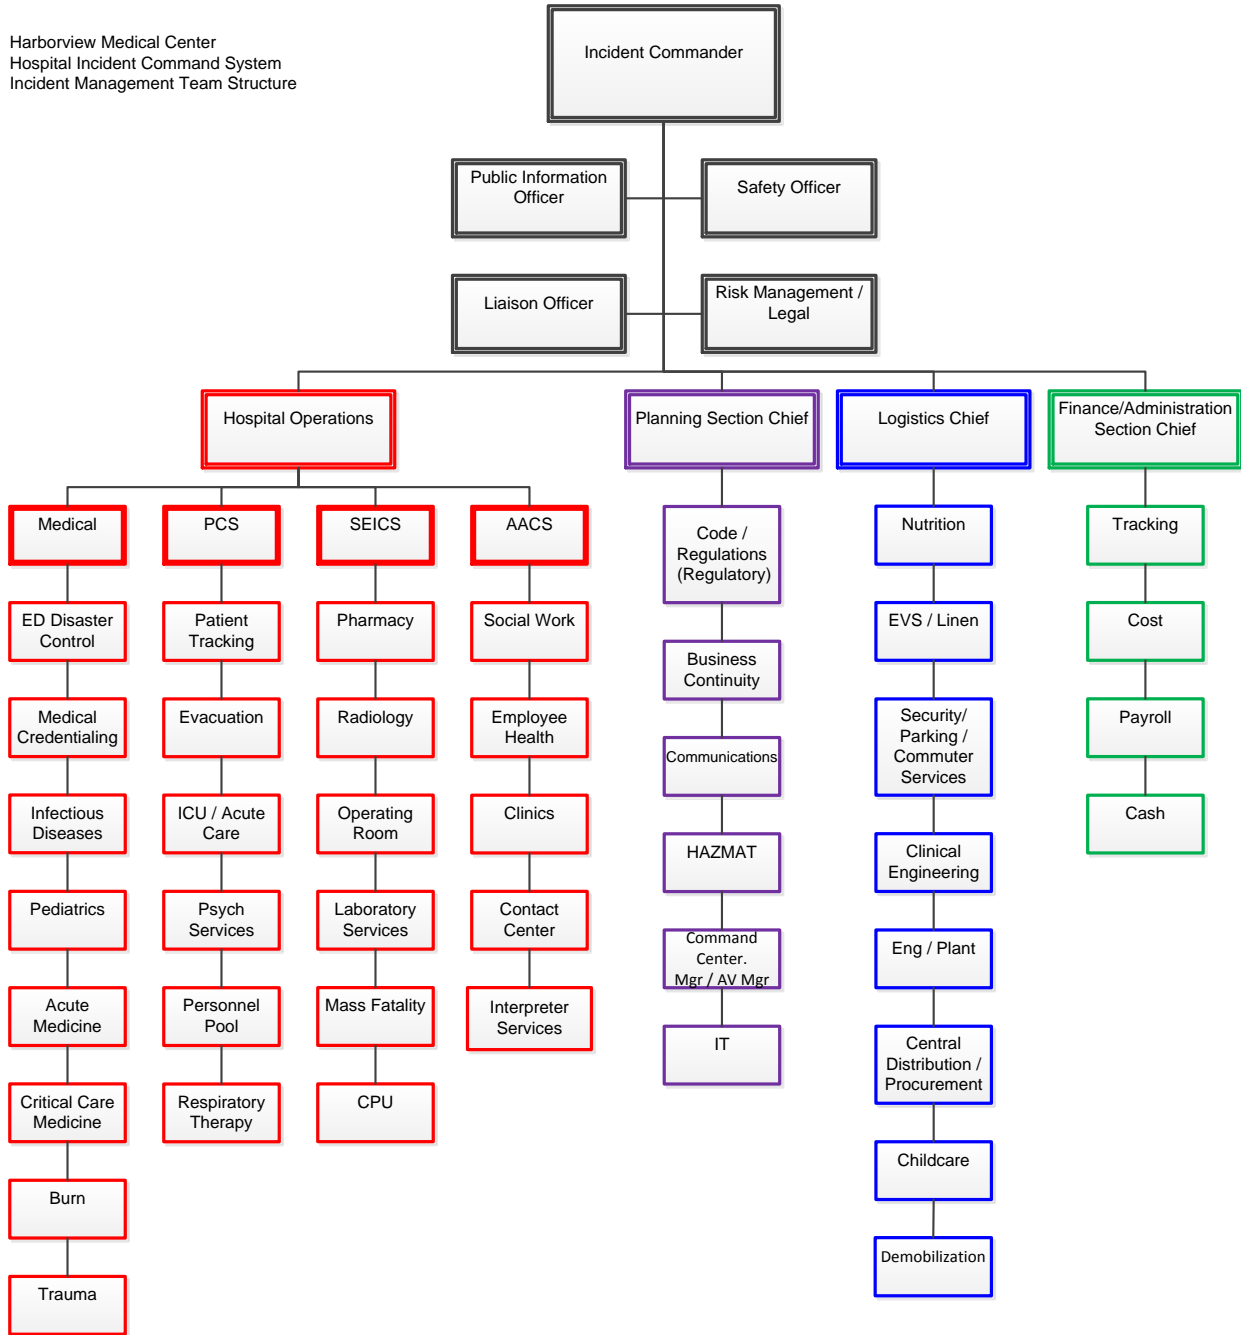 Harborview Medical Center
Hospital Incident Command System
Incident Management Team Structure
Incident Commander
Public Information
Officer
Safety Officer
Liaison Officer
Risk Management /
Legal
Hospital Operations
Planning Section Chief
Logistics Chief
Finance/Administration
Section Chief
Medical
ED Disaster
Control
Medical
Credentialing
Infectious
Diseases
Pediatrics
Acute
Medicine
Critical Care
Medicine
Burn
Trauma
PCS
Patient
Tracking
Evacuation
ICU / Acute
Care
Psych
Services
Personnel
Pool
Respiratory
Therapy
SEICS
Pharmacy
Radiology
Operating
Room
Laboratory
Services
Mass Fatality
CPU
AACS
Social Work
Employee
Health
Clinics
Contact
Center
Interpreter
Services
Code /
Regulations
(Regulatory)
Business
Continuity
Communications
HAZMAT
Command
Center.
Mgr / AV Mgr
IT
Nutrition
EVS / Linen
Security/
Parking /
Commuter
Services
Clinical
Engineering
Eng / Plant
Central
Distribution /
Procurement
Childcare
Demobilization
Tracking
Cost
Payroll
Cash